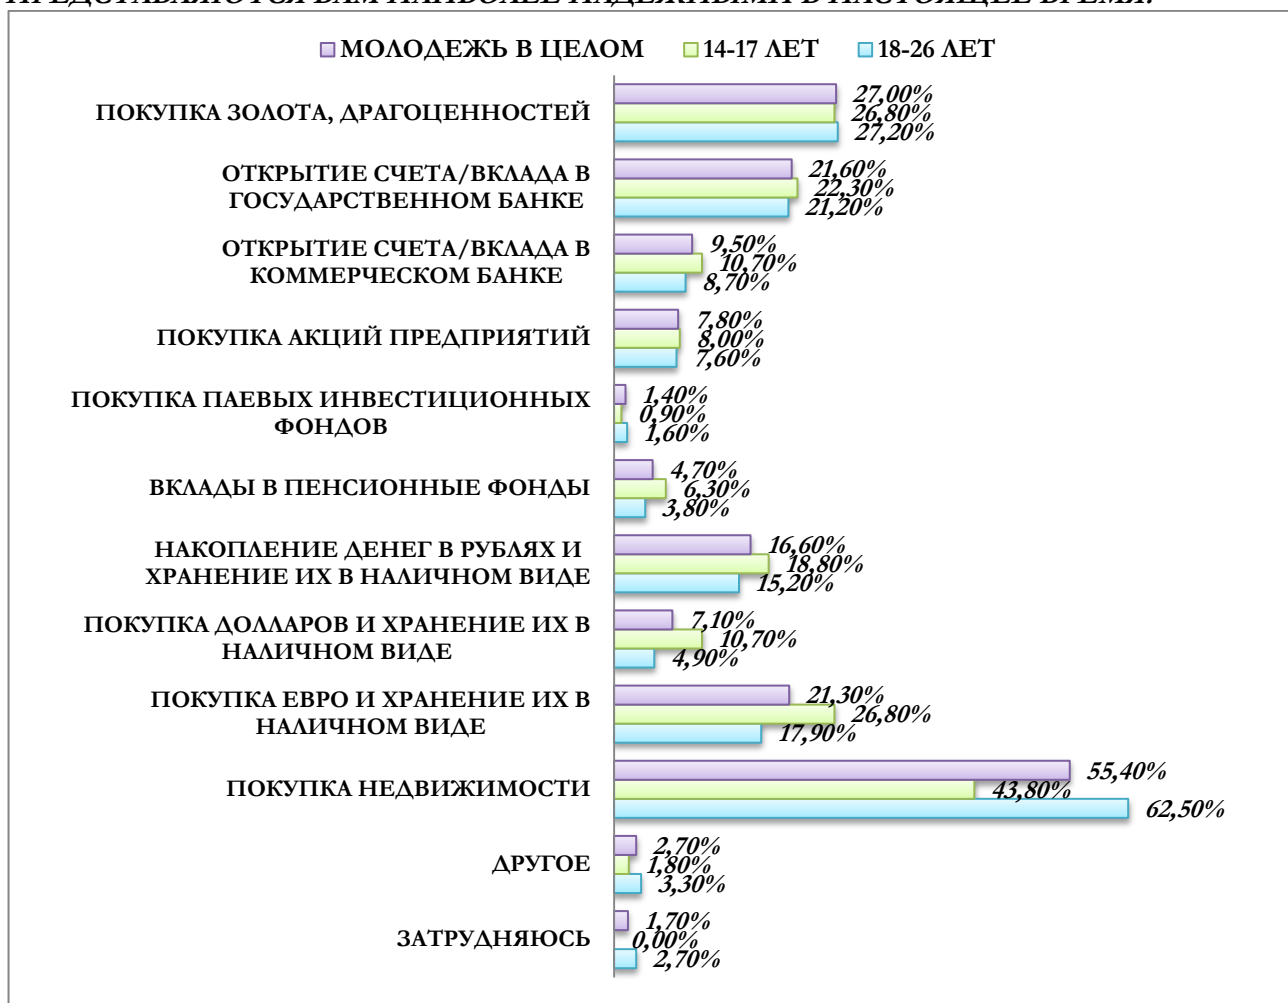 ПРЕДСТАВЛЯЮТСЯ ВАМ НАИБОЛЕЕ НАДЕЖНЫМИ В НАСТОЯЩЕЕ ВРЕМЯ?
МОЛОДЕЖЬ В ЦЕЛОМ 14-17 ЛЕТ 18-26 ЛЕТ
ПОКУПКА ЗОЛОТА, ДРАГОЦЕННОСТЕЙ
27,00%
26,80%
27,20%
ОТКРЫТИЕ СЧЕТА/ВКЛАДА В
ГОСУДАРСТВЕННОМ БАНКЕ
21,60%
22,30%
21,20%
ОТКРЫТИЕ СЧЕТА/ВКЛАДА В
КОММЕРЧЕСКОМ БАНКЕ
9,50%
10,70%
8,70%
ПОКУПКА АКЦИЙ ПРЕДПРИЯТИЙ
7,80%
8,00%
7,60%
ПОКУПКА ПАЕВЫХ ИНВЕСТИЦИОННЫХ
ФОНДОВ
1,40%
0,90%
1,60%
ВКЛАДЫ В ПЕНСИОННЫЕ ФОНДЫ
4,70%
6,30%
3,80%
НАКОПЛЕНИЕ ДЕНЕГ В РУБЛЯХ И
ХРАНЕНИЕ ИХ В НАЛИЧНОМ ВИДЕ
16,60%
18,80%
15,20%
ПОКУПКА ДОЛЛАРОВ И ХРАНЕНИЕ ИХ В
НАЛИЧНОМ ВИДЕ
7,10%
10,70%
4,90%
ПОКУПКА ЕВРО И ХРАНЕНИЕ ИХ В
НАЛИЧНОМ ВИДЕ
21,30%
26,80%
17,90%
ПОКУПКА НЕДВИЖИМОСТИ
55,40%
43,80%
62,50%
ДРУГОЕ
2,70%
1,80%
3,30%
ЗАТРУДНЯЮСЬ
1,70%
0,00%
2,70%